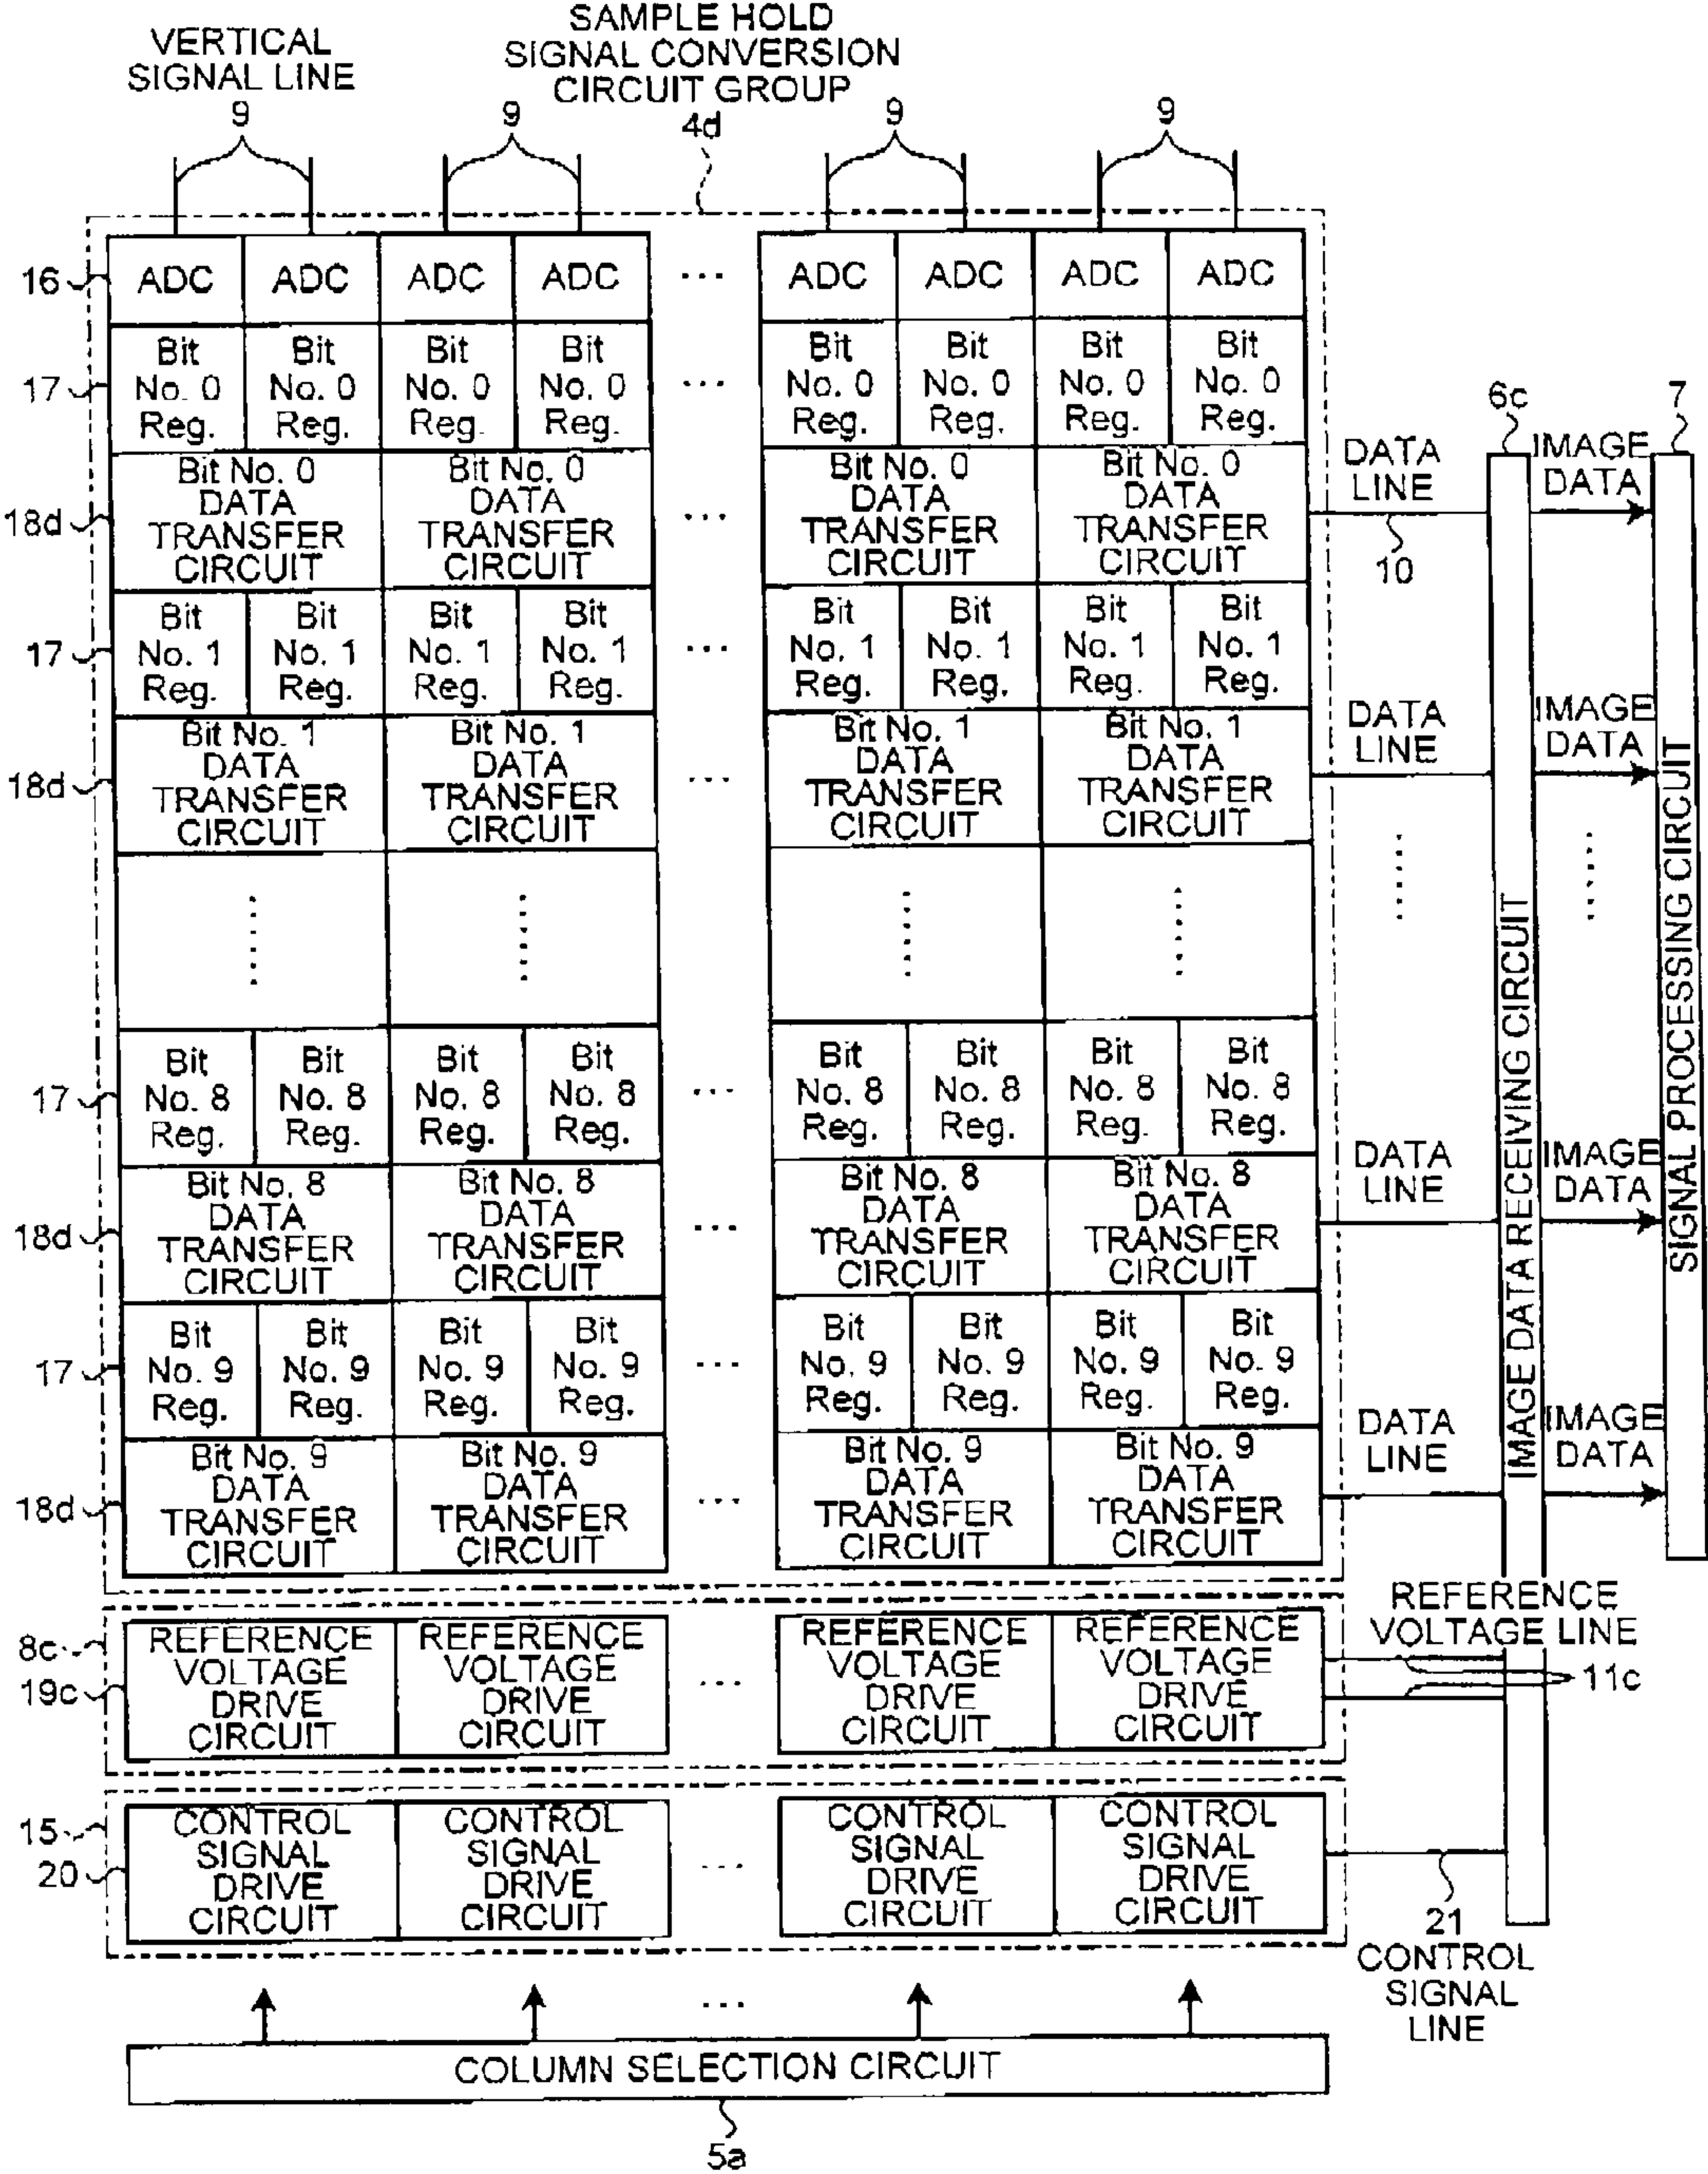 VERTICAL
SIGNAL LINE
SAMPLE HOLD
SIGNAL CONVERSION
CIRCUIT GROUP
9 9 4d 9 9
16 ADC ADC ADC ADC ... ADC ADC ADC ADC
Bit Bit Bit Bit Bit Bit Bit Bit
17 No. 0 No. 0 No. 0 No. 0 ... No. 0 No. 0 No. 0 No. 0
Reg. Reg. Reg. Reg. Reg. Reg. Reg. Reg.
6c 7
Bit No. 0 Bit No. 0 Bit No. 0 Bit No. 0
DATA DATA DATA DATA
18d TRANSFER TRANSFER ... TRANSFER TRANSFER
CIRCUIT CIRCUIT CIRCUIT CIRCUIT
DATA IMAGE
LINE DATA
10
Bit Bit Bit Bit Bit Bit Bit Bit
17 No. 1 No. 1 No. 1 No. 1 ... No. 1 No. 1 No. 1 No. 1
Reg. Reg. Reg. Reg. Reg. Reg. Reg. Reg.
Bit No. 1 Bit No. 1 Bit No. 1 Bit No. 1
DATA DATA DATA DATA
18d TRANSFER TRANSFER ... TRANSFER TRANSFER
CIRCUIT CIRCUIT CIRCUIT CIRCUIT
DATA IMAGE
LINE DATA
IMAGE DATA RECEIVING CIRCUIT
SIGNAL PROCESSING CIRCUIT
Bit Bit Bit Bit Bit Bit Bit Bit
17 No. 8 No. 8 No. 8 No. 8 ... No. 8 No. 8 No. 8 No. 8
Reg. Reg. Reg. Reg. Reg. Reg. Reg. Reg.
Bit No. 8 Bit No. 8 Bit No. 8 Bit No. 8
DATA DATA DATA DATA
18d TRANSFER TRANSFER ... TRANSFER TRANSFER
CIRCUIT CIRCUIT CIRCUIT CIRCUIT
DATA IMAGE
LINE DATA
Bit Bit Bit Bit Bit Bit Bit Bit
17 No. 9 No. 9 No. 9 No. 9 ... No. 9 No. 9 No. 9 No. 9
Reg. Reg. Reg. Reg. Reg. Reg. Reg. Reg.
Bit No. 9 Bit No. 9 Bit No. 9 Bit No. 9
DATA DATA DATA DATA
18d TRANSFER TRANSFER ... TRANSFER TRANSFER
CIRCUIT CIRCUIT CIRCUIT CIRCUIT
DATA IMAGE
LINE DATA
REFERENCE
VOLTAGE LINE
11c
8c REFERENCE REFERENCE REFERENCE REFERENCE
VOLTAGE VOLTAGE ... VOLTAGE VOLTAGE
19c DRIVE DRIVE DRIVE DRIVE
CIRCUIT CIRCUIT CIRCUIT CIRCUIT
CONTROL CONTROL CONTROL CONTROL
15 SIGNAL SIGNAL ... SIGNAL SIGNAL
20 DRIVE DRIVE DRIVE DRIVE
CIRCUIT CIRCUIT CIRCUIT CIRCUIT
21
CONTROL
SIGNAL
LINE
...
COLUMN SELECTION CIRCUIT
5a